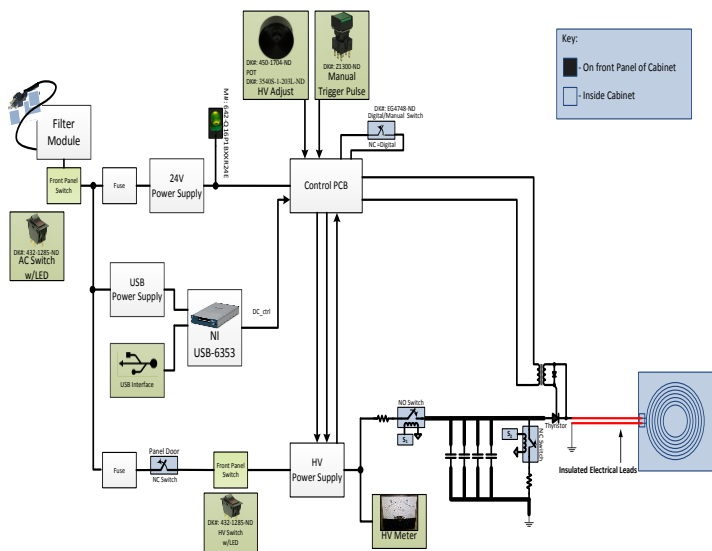 DK#: 450-1704-ND
POT
DK#: 3540S-1-203L-ND
HV Adjust
DK#: Z1300-ND
Manual
Trigger Pulse
Key:
- On front Panel of Cabinet
- Inside Cabinet
DK#: EG4748-ND
Digital/Manual Switch
NC =Digital
M#: 642-Q16P1BXXR24E
Filter
Module
Front Panel
Switch
Fuse
24V
Power Supply
Control PCB
DK#: 432-1285-ND
AC Switch
w/LED
USB
Power Supply
NI
USB-6353
DC_ctrl
USB Interface
NO Switch
S1
Thyristor
S2
N/C Switch
Insulated Electrical Leads
Panel Door
NC Switch
Fuse
Front Panel
Switch
HV
Power Supply
DK#: 432-1285-ND
HV Switch
w/LED
HV Meter